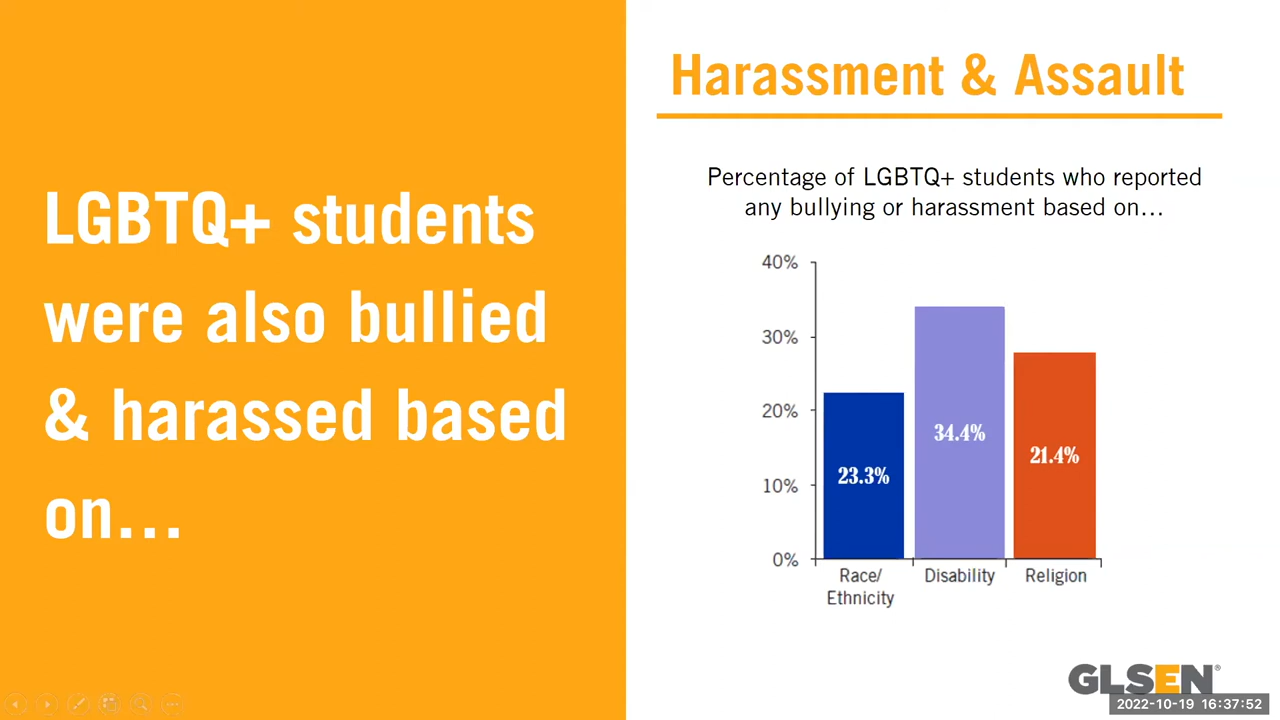 LGBTQ+ students
were also bullied
& harassed based
on...
Harassment & Assault
Percentage of LGBTQ+ students who reported
any bullying or harassment based on...
40%
30%
20%
10%
0%
23.3%
34.4%
21.4%
Race/
Ethnicity
Disability
Religion
GLSEN®
2022-10-19 16:37:52